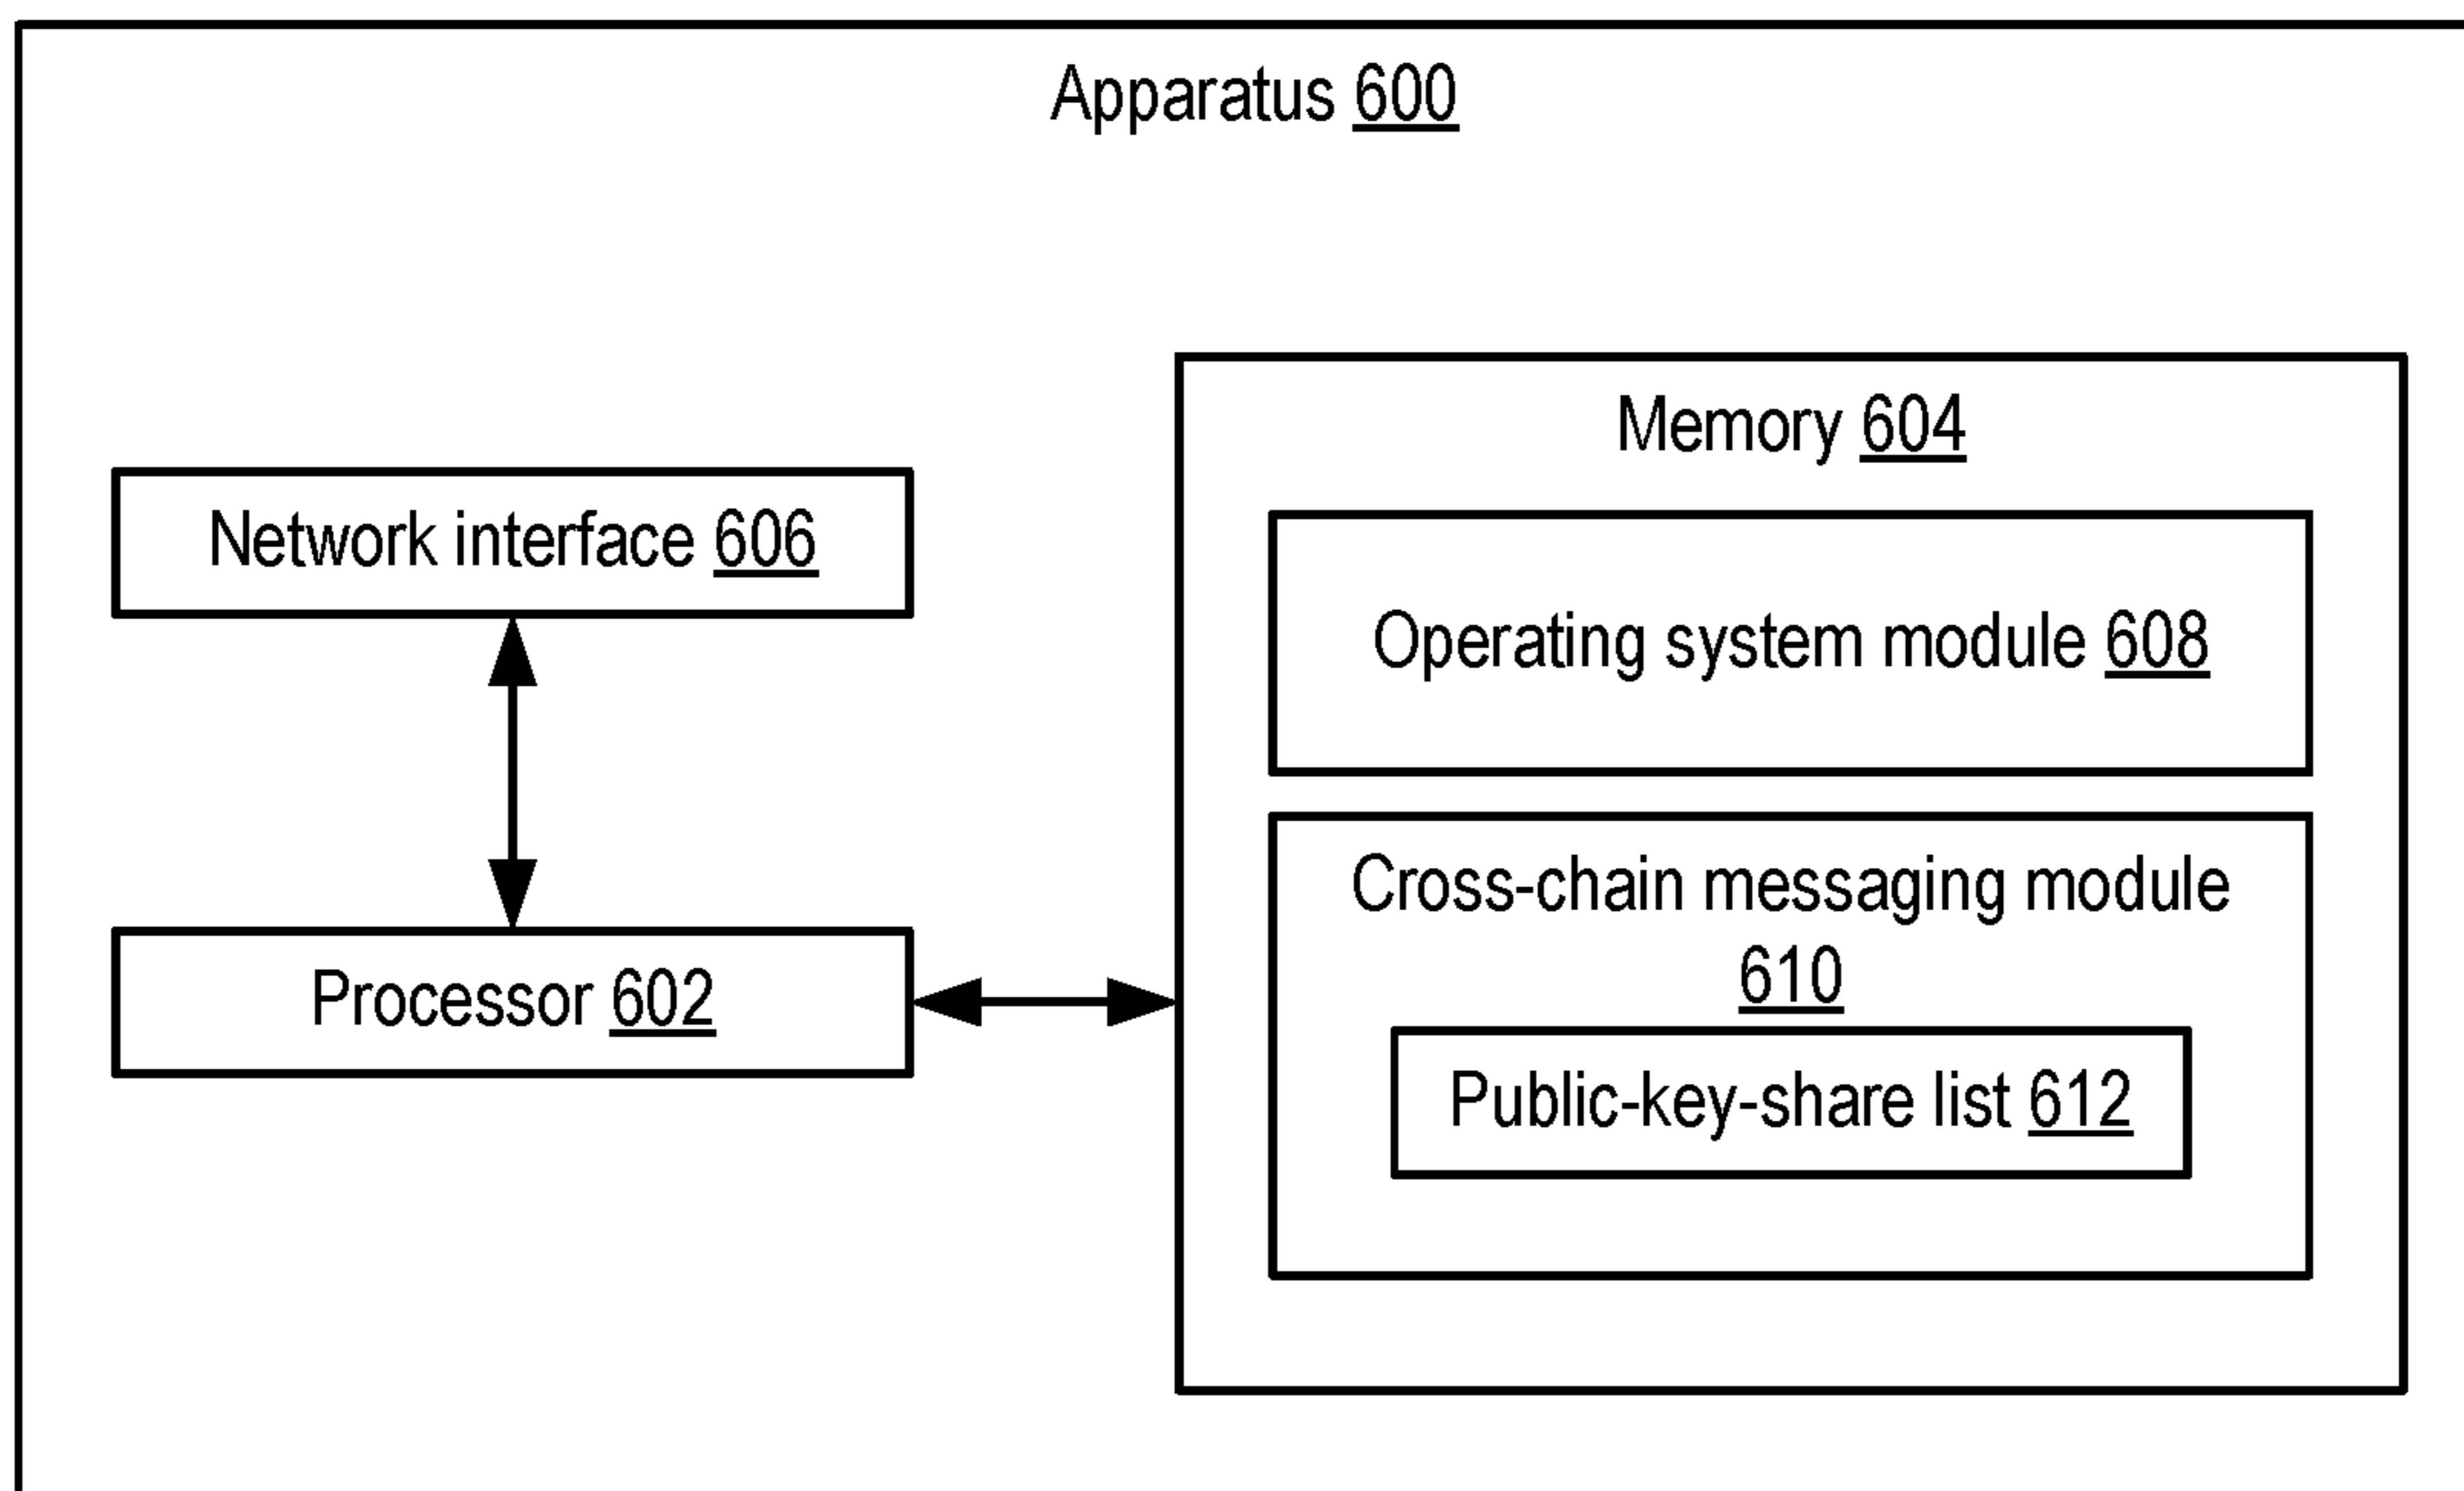 Apparatus 600
Memory 604
Network interface 606
Operating system module 608
Cross-chain messaging module
610
Processor 602
Public-key-share list 612